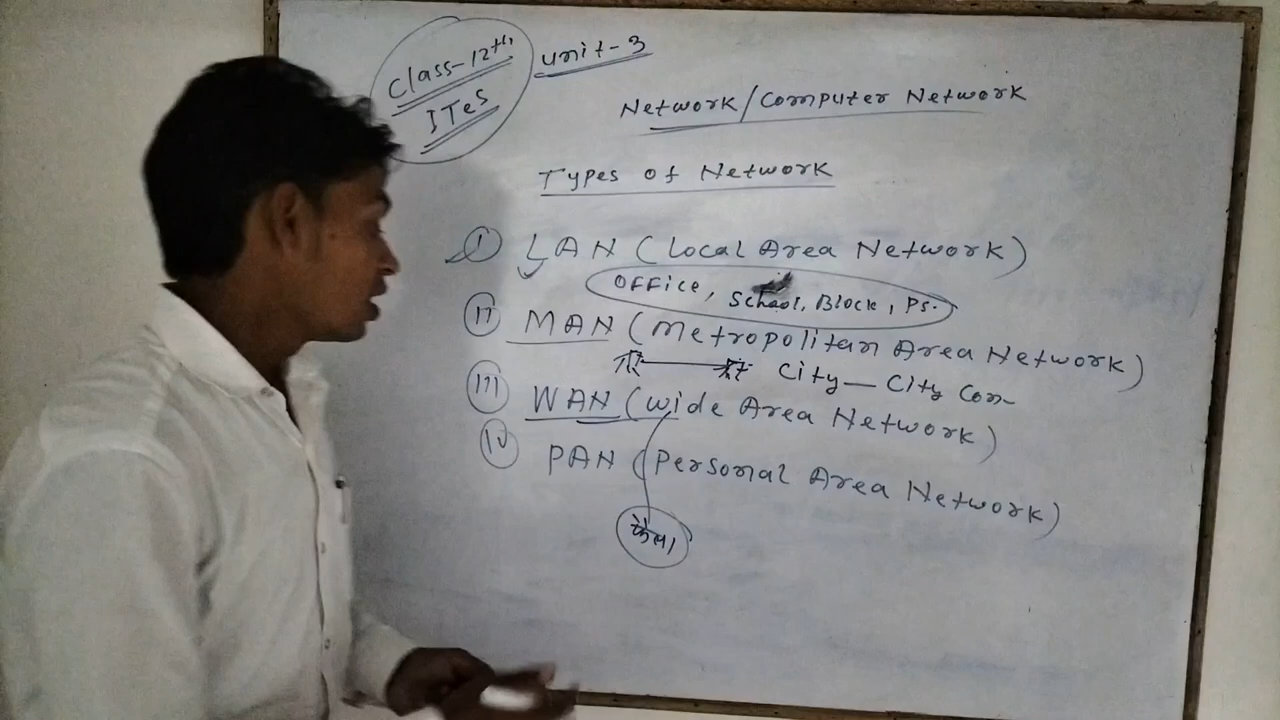 Class-12th unit-3
ITes
Network/Computer Network
Types of Network
I LAN (Local Area Network)
Office, School, Block, PS.
II MAN (Metropolitan Area Network)
City — City Com
III WAN (Wide Area Network)
IV PAN (Personal Area Network)
फैला